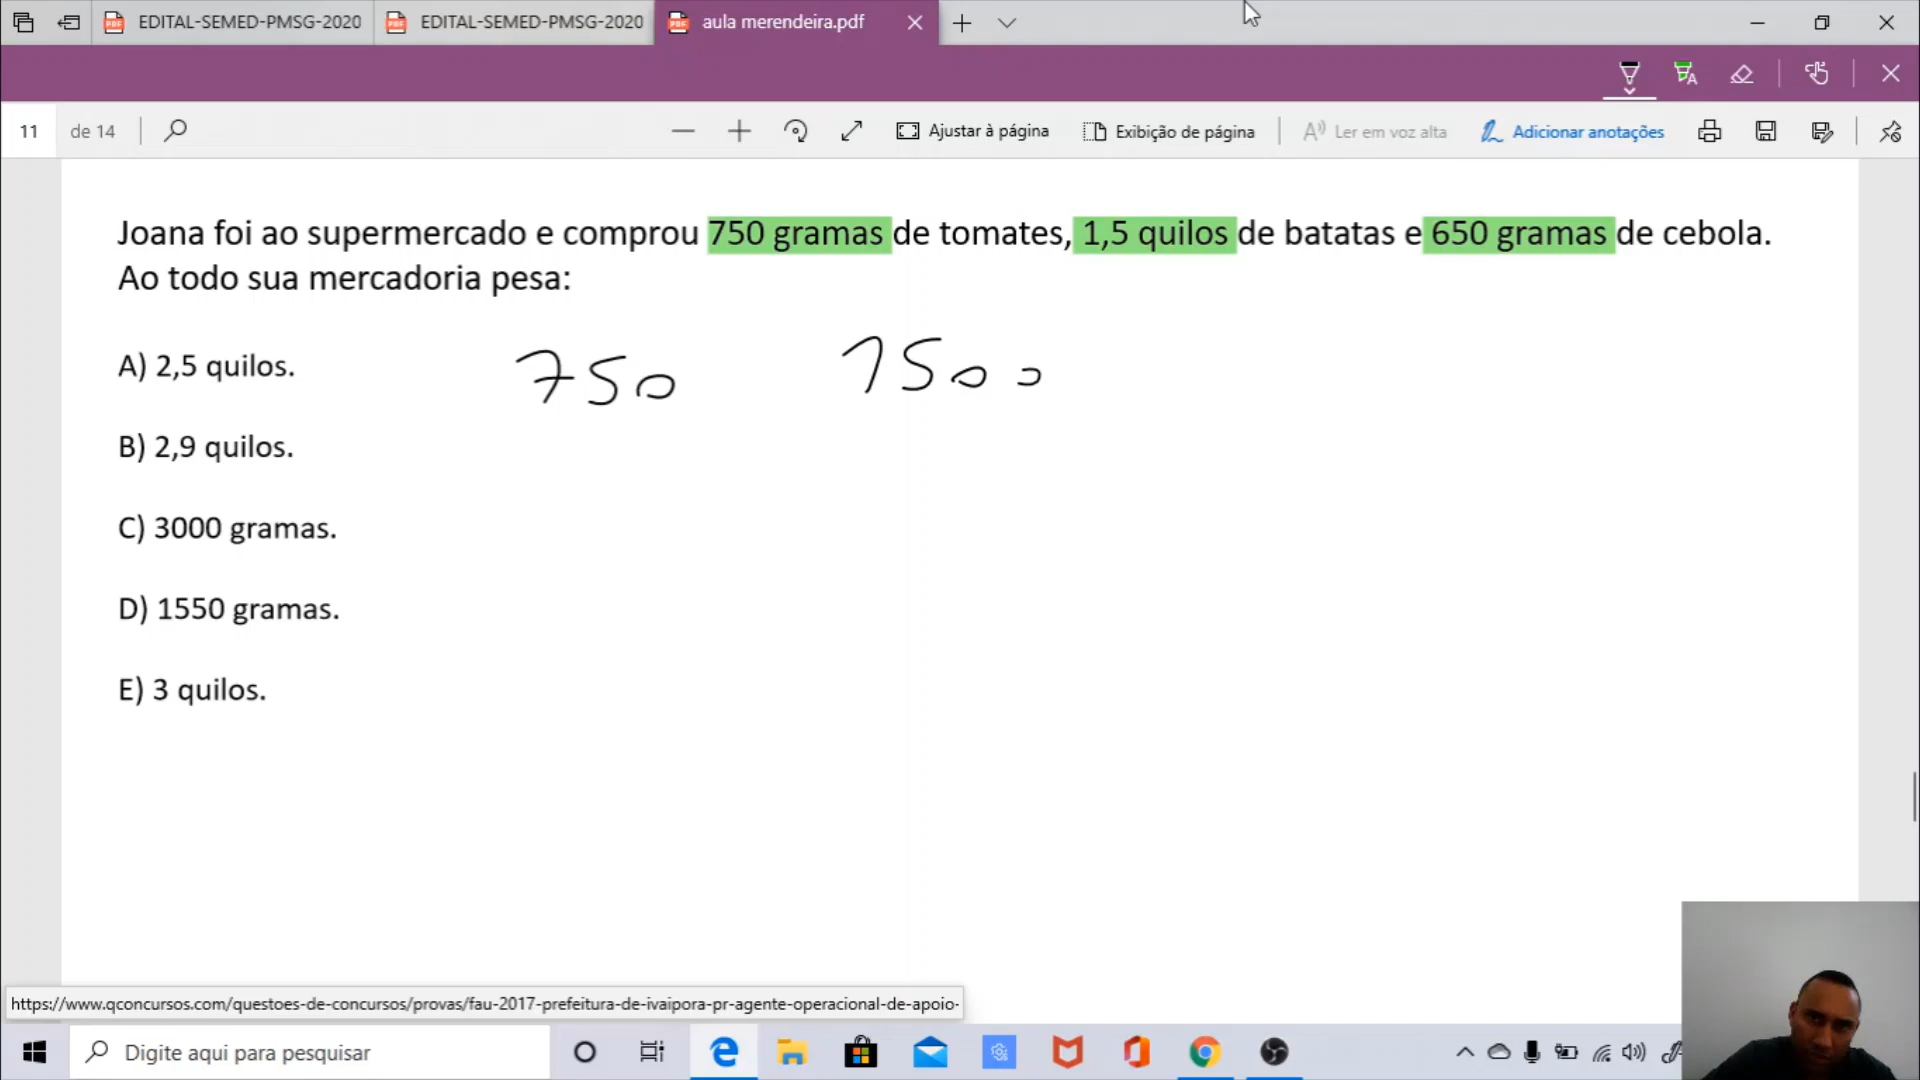 EDITAL-SEMED-PMSG-2020
EDITAL-SEMED-PMSG-2020
aula merendeira.pdf
11 de 14
Ajustar à página
Exibição de página
Ler em voz alta
Adicionar anotações
Joana foi ao supermercado e comprou 750 gramas de tomates, 1,5 quilos de batatas e 650 gramas de cebola.
Ao todo sua mercadoria pesa:
A) 2,5 quilos.
750 1500
B) 2,9 quilos.
C) 3000 gramas.
D) 1550 gramas.
E) 3 quilos.
https://www.qconcursos.com/questoes-de-concursos/provas/fau-2017-prefeitura-de-ivaipora-pr-agente-operacional-de-apoio-
Digite aqui para pesquisar